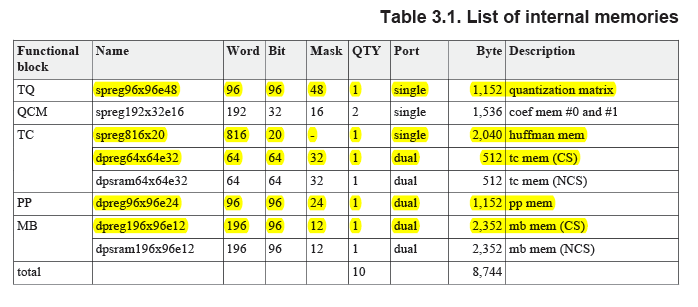 Table 3.1. List of internal memories
Functional block Name Word Bit Mask QTY Port Byte Description
TQ spreg96x96e48 96 96 48 1 single 1,152 quantization matrix
QCM spreg192x32e16 192 32 16 2 single 1,536 coef mem #0 and #1
TC spreg816x20 816 20 - 1 single 2,040 huffman mem
dpreg64x64e32 64 64 32 1 dual 512 tc mem (CS)
dpsram64x64e32 64 64 32 1 dual 512 tc mem (NCS)
PP dpreg96x96e24 96 96 24 1 dual 1,152 pp mem
MB dpreg196x96e12 196 96 12 1 dual 2,352 mb mem (CS)
dpsram196x96e12 196 96 12 1 dual 2,352 mb mem (NCS)
total 10 8,744